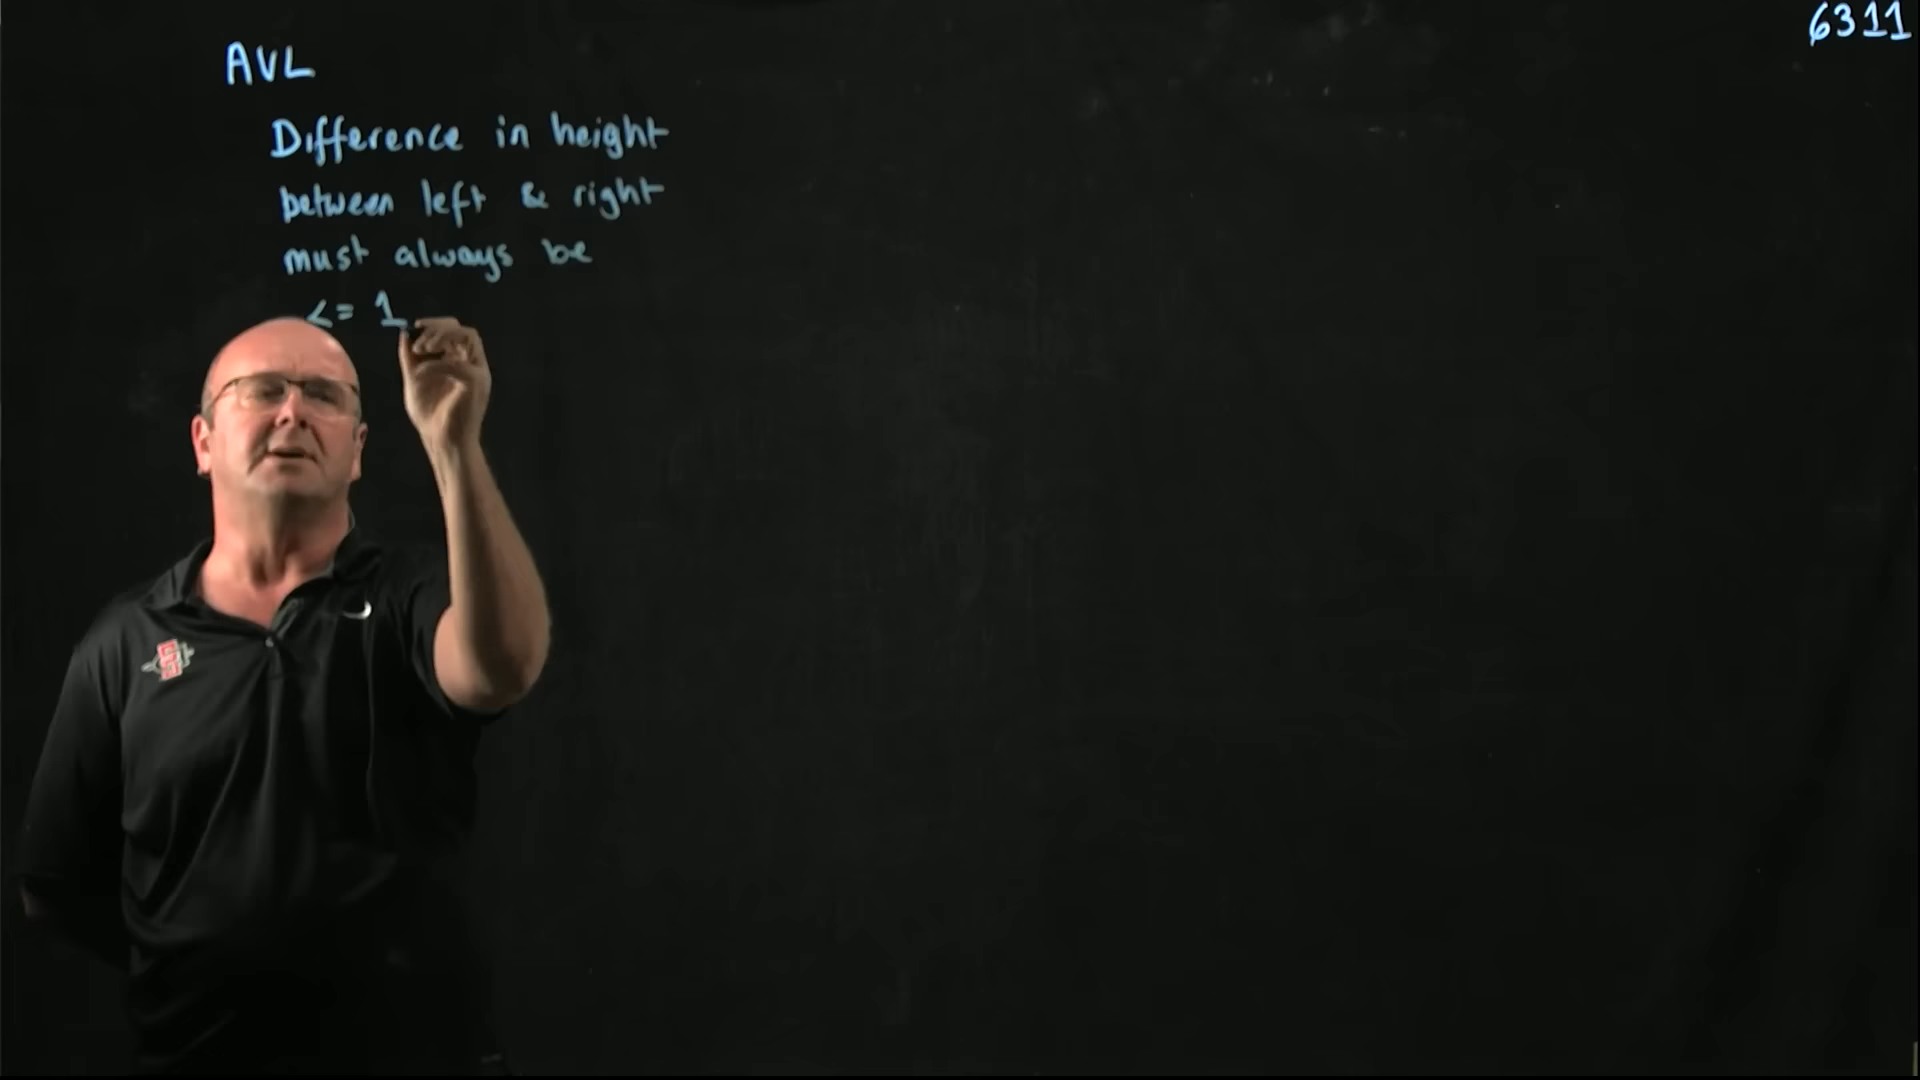 6311
AVL
Difference in height
between left & right
must always be
<= 1